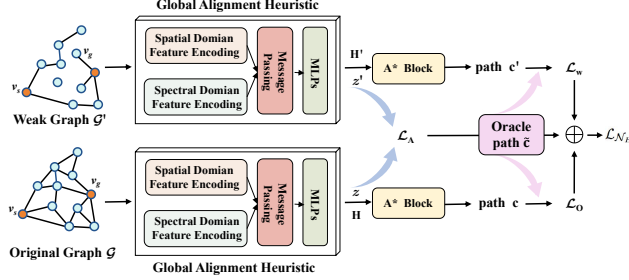 Global Alignment Heuristic
v_g
v_s
Weak Graph G'
Spatial Domian
Feature Encoding
Spectral Domian
Feature Encoding
Message
Passing
MLPs
H'
z'
A* Block
path c'
L_w
L_A
Oracle
path c̃
⊕
v_g
v_s
Original Graph G
Spatial Domian
Feature Encoding
Spectral Domian
Feature Encoding
Message
Passing
MLPs
z
H
A* Block
path c
L_O
Global Alignment Heuristic